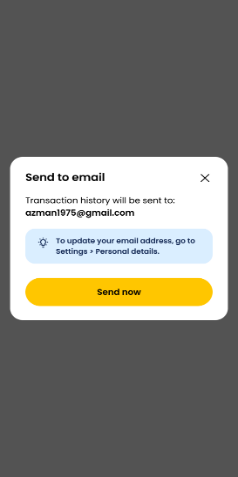 Send to email
Transaction history will be sent to:
azman1975@gmail.com
To update your email address, go to
Settings > Personal details.
Send now